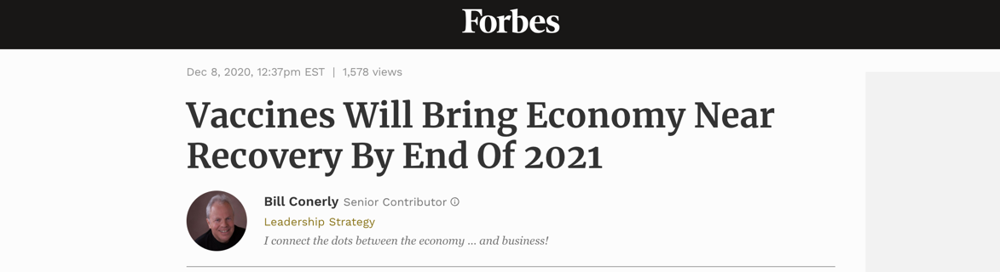 Forbes
Dec 8, 2020, 12:37pm EST | 1,578 views
Vaccines Will Bring Economy Near
Recovery By End Of 2021
Bill Conerly Senior Contributor
Leadership Strategy
I connect the dots between the economy ... and business!